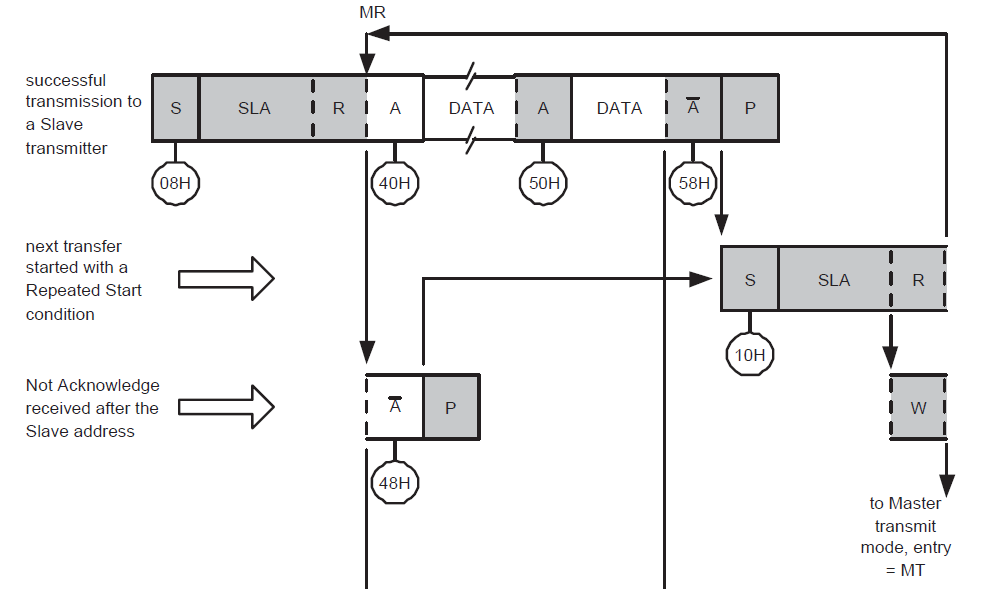 MR
successful
transmission to
a Slave
transmitter
S SLA R A DATA A DATA A P
08H 40H 50H 58H
next transfer
started with a
Repeated Start
condition
S SLA R
10H
Not Acknowledge
received after the
Slave address
A P
W
48H
to Master
transmit
mode, entry
= MT